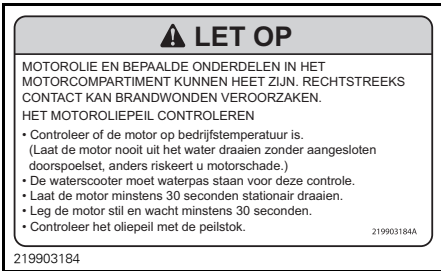 LET OP
MOTOROLIE EN BEPAALDE ONDERDELEN IN HET
MOTORCOMPARTIMENT KUNNEN HEET ZIJN. RECHTSTREEKS
CONTACT KAN BRANDWONDEN VEROORZAKEN.
HET MOTOROLIEPEIL CONTROLEREN
• Controleer of de motor op bedrijfstemperatuur is.
(Laat de motor nooit uit het water draaien zonder aangesloten
doorspoelset, anders riskeert u motorschade.)
• De waterscooter moet waterpas staan voor deze controle.
• Laat de motor minstens 30 seconden stationair draaien.
• Leg de motor stil en wacht minstens 30 seconden.
• Controleer het oliepeil met de peilstok.
219903184A
219903184